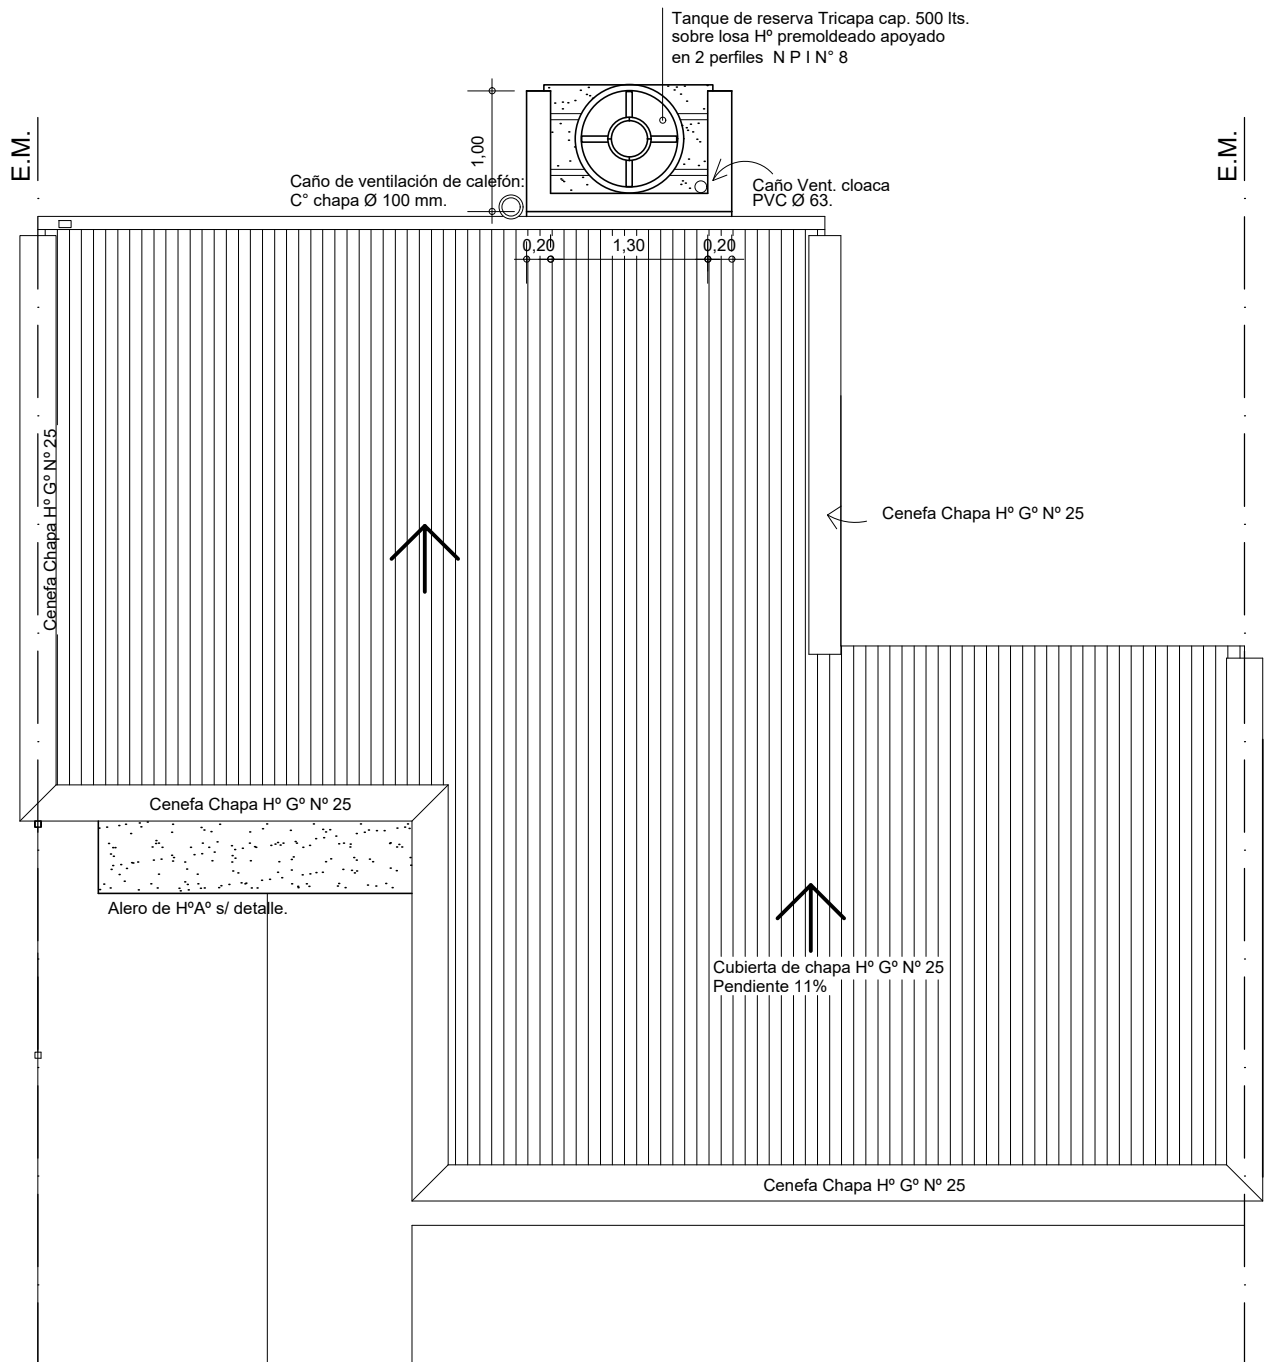 Tanque de reserva Tricapa cap. 500 lts.
sobre losa Hº premoldeado apoyado
en 2 perfiles N P I N° 8
E.M.
E.M.
1,00
Caño de ventilación de calefón:
C° chapa Ø 100 mm.
Caño Vent. cloaca
PVC Ø 63.
0,20
1,30
0,20
Cenefa Chapa Hº Gº Nº 25
Cenefa Chapa Hº Gº Nº 25
Cenefa Chapa Hº Gº Nº 25
Alero de HºAº s/ detalle.
Cubierta de chapa Hº Gº Nº 25
Pendiente 11%
Cenefa Chapa Hº Gº Nº 25